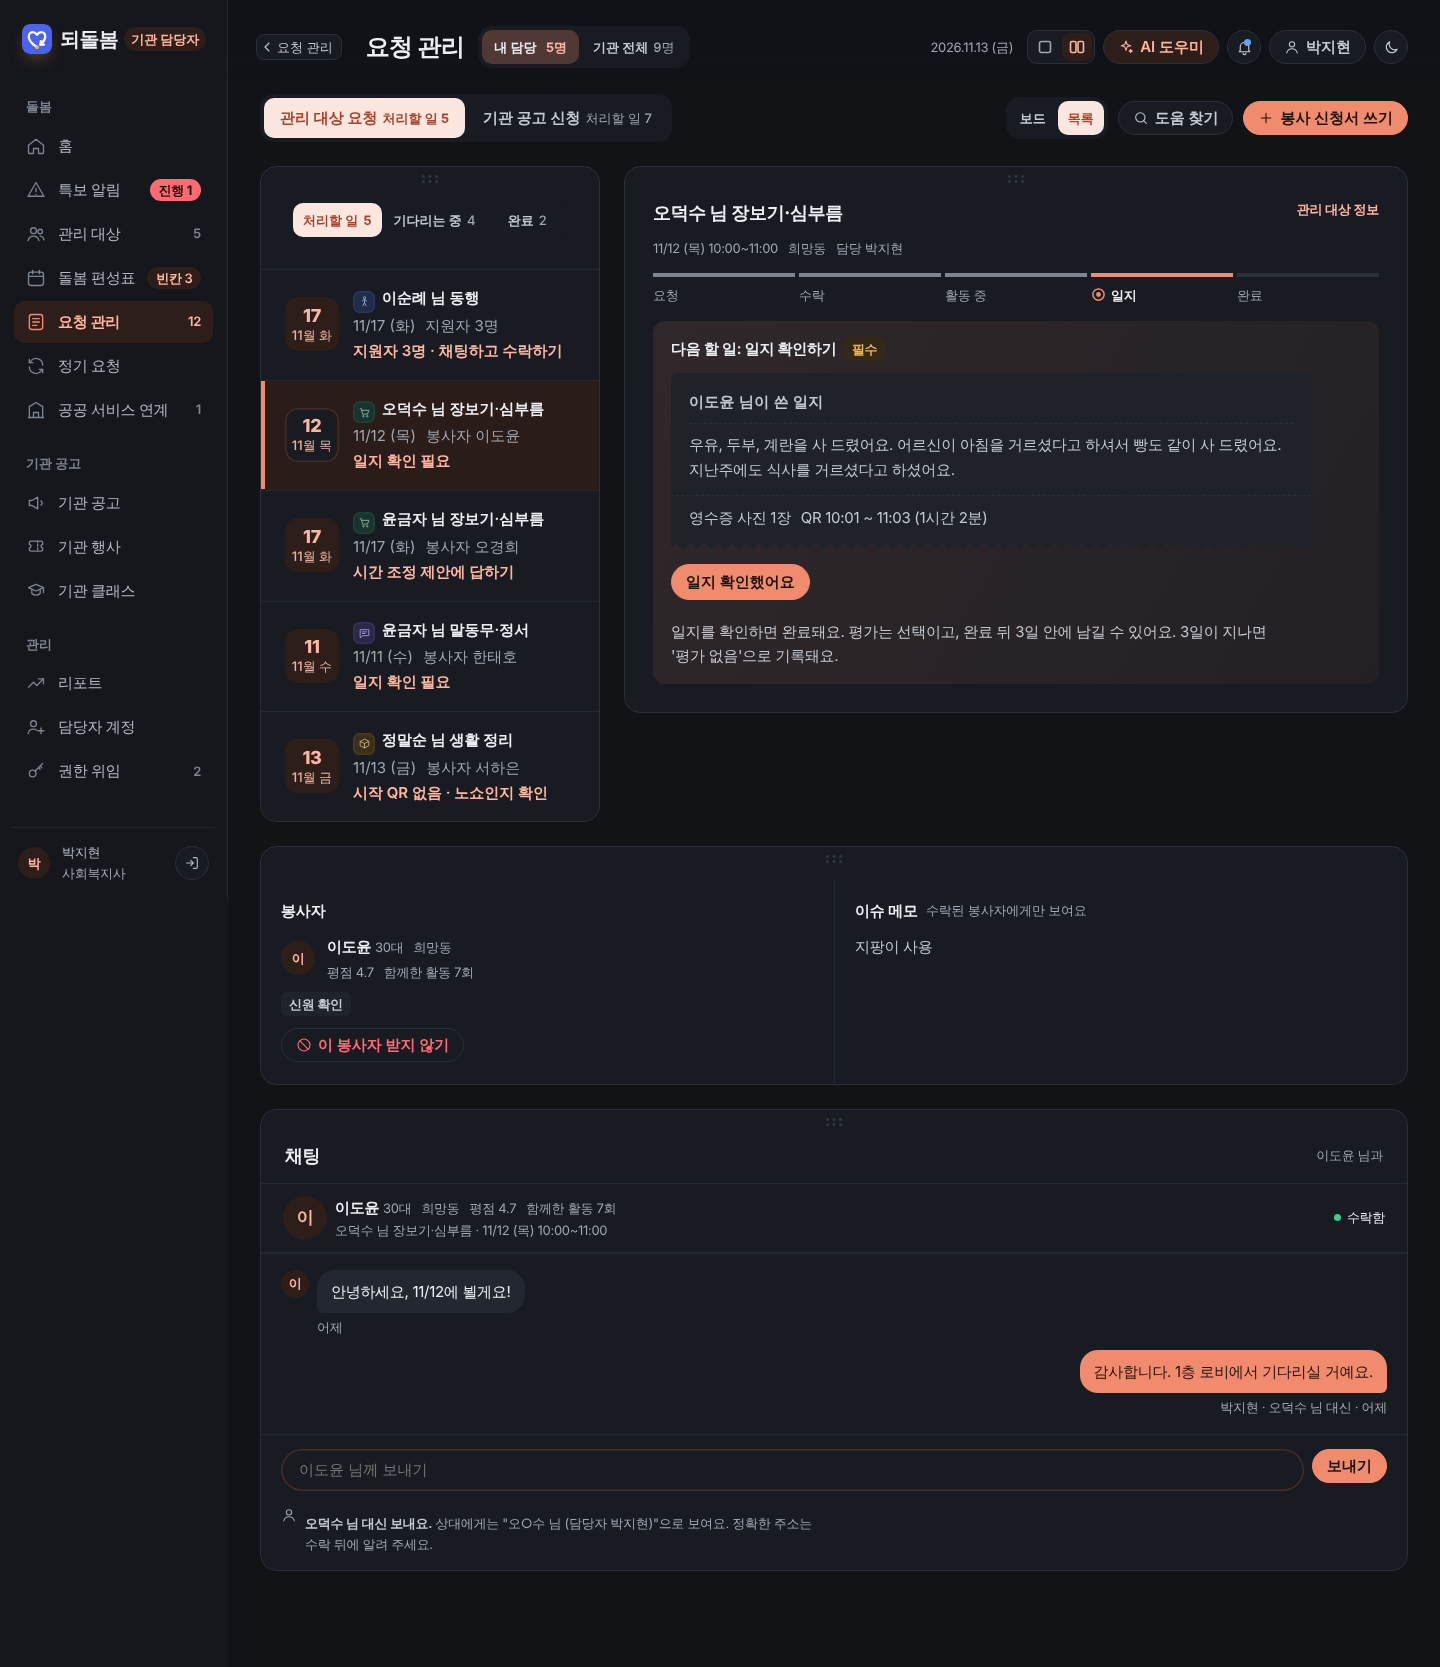 되돌봄 기관 담당자
돌봄
홈
특보 알림 진행 1
관리 대상 5
돌봄 편성표 빈칸 3
요청 관리 12
정기 요청
공공 서비스 연계 1
기관 공고
기관 공고
기관 행사
기관 클래스
관리
리포트
담당자 계정
권한 위임 2
박 박지현
사회복지사
요청 관리 요청 관리 내 담당 5명 기관 전체 9명 2026.11.13 (금) AI 도우미 박지현
관리 대상 요청 처리할 일 5 기관 공고 신청 처리할 일 7 보드 목록 도움 찾기 봉사 신청서 쓰기
처리할 일 5 기다리는 중 4 완료 2
17
11월 화
이순례 님 동행
11/17 (화) 지원자 3명
지원자 3명 · 채팅하고 수락하기
12
11월 목
오덕수 님 장보기·심부름
11/12 (목) 봉사자 이도윤
일지 확인 필요
17
11월 화
윤금자 님 장보기·심부름
11/17 (화) 봉사자 오경희
시간 조정 제안에 답하기
11
11월 수
윤금자 님 말동무·정서
11/11 (수) 봉사자 한태호
일지 확인 필요
13
11월 금
정말순 님 생활 정리
11/13 (금) 봉사자 서하은
시작 QR 없음 · 노쇼인지 확인
오덕수 님 장보기·심부름 관리 대상 정보
11/12 (목) 10:00~11:00 희망동 담당 박지현
요청 수락 활동 중 일지 완료
다음 할 일: 일지 확인하기 필수
이도윤 님이 쓴 일지
우유, 두부, 계란을 사 드렸어요. 어르신이 아침을 거르셨다고 하셔서 빵도 같이 사 드렸어요.
지난주에도 식사를 거르셨다고 하셨어요.
영수증 사진 1장 QR 10:01 ~ 11:03 (1시간 2분)
일지 확인했어요
일지를 확인하면 완료돼요. 평가는 선택이고, 완료 뒤 3일 안에 남길 수 있어요. 3일이 지나면
'평가 없음'으로 기록돼요.
봉사자
이 이도윤 30대 희망동
평점 4.7 함께한 활동 7회
신원 확인
이 봉사자 받지 않기
이슈 메모 수락된 봉사자에게만 보여요
지팡이 사용
채팅 이도윤 님과
이 이도윤 30대 희망동 평점 4.7 함께한 활동 7회
오덕수 님 장보기·심부름 · 11/12 (목) 10:00~11:00
수락함
이 안녕하세요, 11/12에 뵐게요!
어제
감사합니다. 1층 로비에서 기다리실 거예요.
박지현 · 오덕수 님 대신 · 어제
이도윤 님께 보내기 보내기
오덕수 님 대신 보내요. 상대에게는 "오○수 님 (담당자 박지현)"으로 보여요. 정확한 주소는
수락 뒤에 알려 주세요.